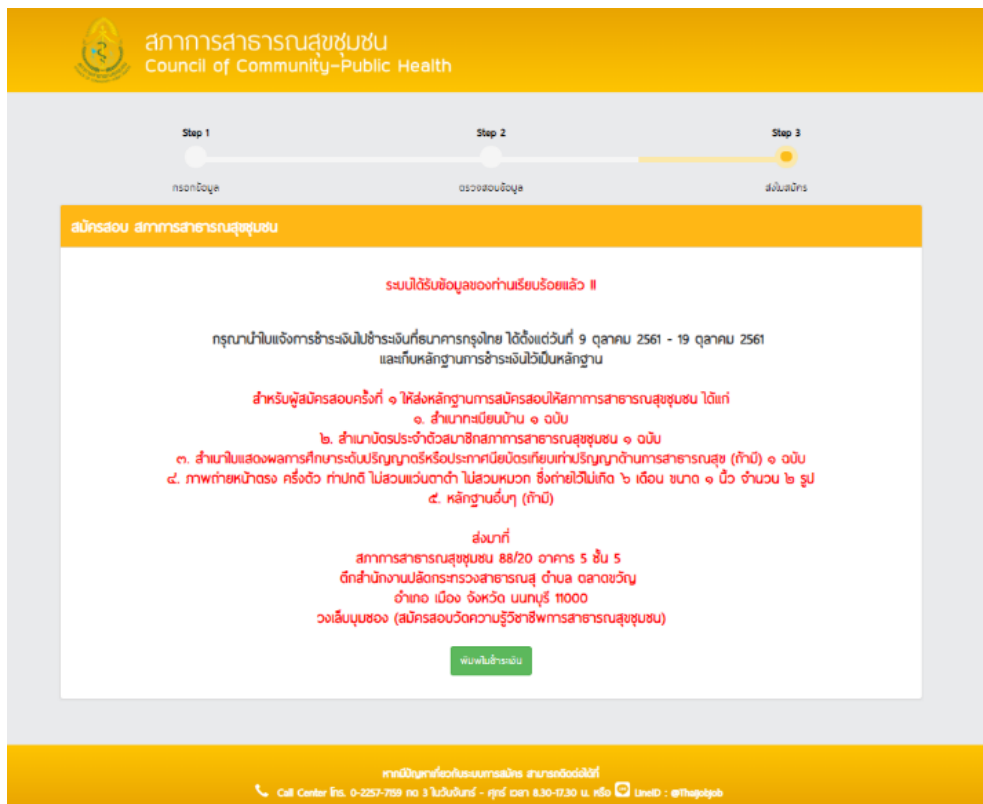 สภาการสาธารณสุขชุมชน
Council of Community-Public Health
Step 1
Step 2
Step 3
กรอกข้อมูล
ตรวจสอบข้อมูล
ส่งใบสมัคร
สมัครสอบ สภาการสาธารณสุขชุมชน
ระบบได้รับข้อมูลของท่านเรียบร้อยแล้ว !!
กรุณานำใบแจ้งการชำระเงินไปชำระเงินที่ธนาคารกรุงไทย ได้ตั้งแต่วันที่ 9 ตุลาคม 2561 - 19 ตุลาคม 2561
และเก็บหลักฐานการชำระเงินไว้เป็นหลักฐาน
สำหรับผู้สมัครสอบครั้งที่ ๑ ให้ส่งหลักฐานการสมัครสอบให้สภาการสาธารณสุขชุมชน ได้แก่
๑. สำเนาทะเบียนบ้าน ๑ ฉบับ
๒. สำเนาบัตรประจำตัวสมาชิกสภาการสาธารณสุขชุมชน ๑ ฉบับ
๓. สำเนาใบแสดงผลการศึกษาระดับปริญญาตรีหรือประกาศนียบัตรเทียบเท่าปริญญาด้านการสาธารณสุข (ถ้ามี) ๑ ฉบับ
๔. ภาพถ่ายหน้าตรง ครึ่งตัว ท่าปกติ ไม่สวมแว่นตาดำ ไม่สวมหมวก ซึ่งถ่ายไว้ไม่เกิด ๖ เดือน ขนาด ๑ นิ้ว จำนวน ๒ รูป
๕. หลักฐานอื่นๆ (ถ้ามี)
ส่งมาที่
สภาการสาธารณสุขชุมชน 88/20 อาคาร 5 ชั้น 5
ตึกสำนักงานปลัดกระทรวงสาธารณสุ ตำบล ตลาดขวัญ
อำเภอ เมือง จังหวัด นนทบุรี 11000
วงเล็บมุมซอง (สมัครสอบวัดความรู้วิชาชีพการสาธารณสุขชุมชน)
พิมพ์ใบชำระเงิน
หากมีปัญหาเกี่ยวกับระบบการสมัคร สามารถติดต่อได้ที่
Call Center โทร. 0-2257-7159 กด 3 ในวันจันทร์ - ศุกร์ เวลา 8.30-17.30 น. หรือ LineID : @Thaijobjob